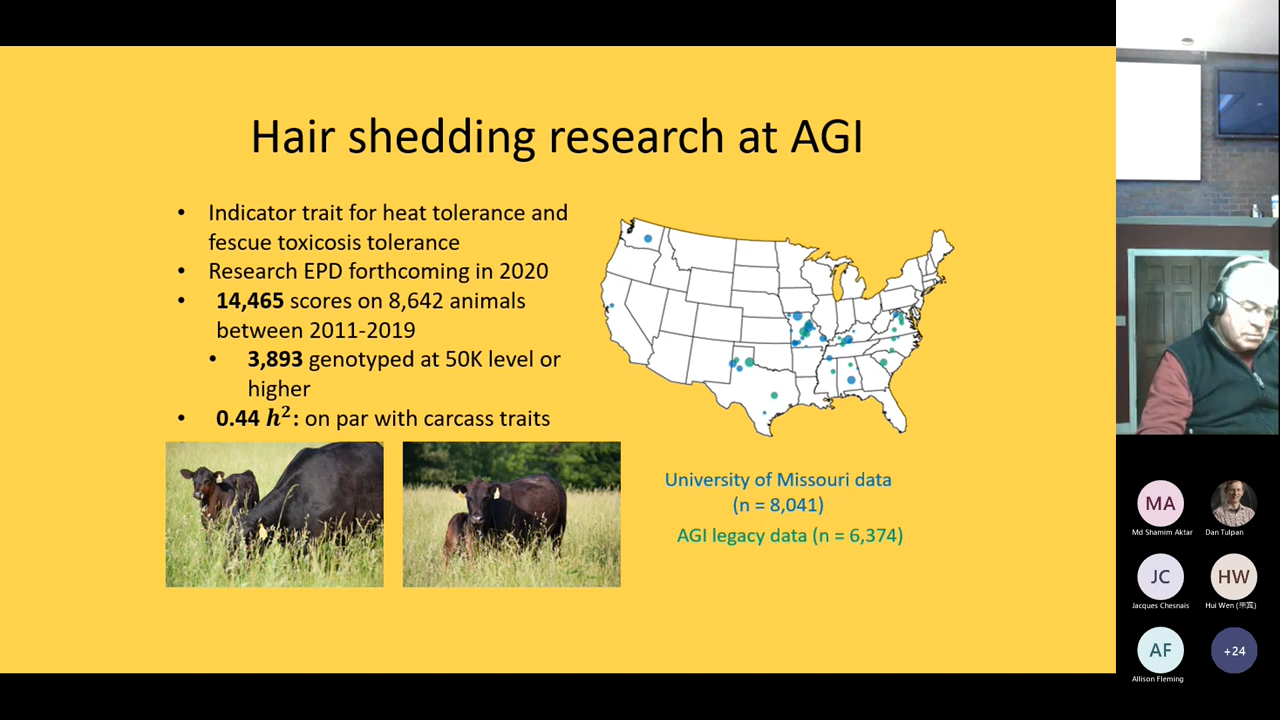 Hair shedding research at AGI
• Indicator trait for heat tolerance and
fescue toxicosis tolerance
• Research EPD forthcoming in 2020
• 14,465 scores on 8,642 animals
between 2011-2019
• 3,893 genotyped at 50K level or
higher
• 0.44 h²: on par with carcass traits
University of Missouri data
(n = 8,041)
AGI legacy data (n = 6,374)
MA
Md Shamim Aktar
Dan Tulpan
JC
Jacques Chesnais
HW
Hui Wen
AF
Allison Fleming
+24